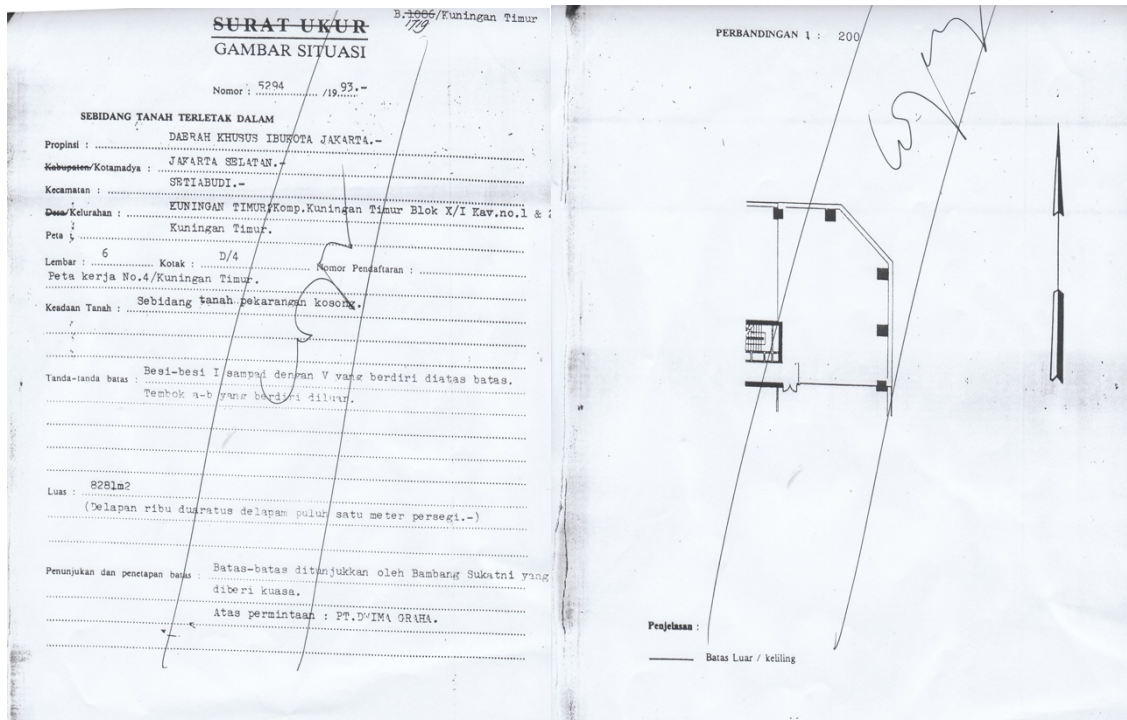 B.1086/Kuningan Timur
1719
SURAT UKUR
GAMBAR SITUASI
Nomor : 5294 /19 93.-
SEBIDANG TANAH TERLETAK DALAM
Propinsi : DAERAH KHUSUS IBUKOTA JAKARTA.-
Kabupaten/Kotamadya : JAKARTA SELATAN.-
Kecamatan : SETIABUDI.-
Desa/Kelurahan : KUNINGAN TIMUR/Komp.Kuningan Timur Blok X/I Kav.no.1 & 2
Peta : Kuningan Timur.
Lembar : 6 Kotak : D/4 Nomor Pendaftaran :
Peta kerja No.4/Kuningan Timur.
Keadaan Tanah : Sebidang tanah pekarangan kosong.
Tanda-tanda batas : Besi-besi I sampai dengan V yang berdiri diatas batas.
Tembok a-b yang berdiri diluar.
Luas : 8281m2
(Delapan ribu duaratus delapam puluh satu meter persegi.-)
Penunjukan dan penetapan batas : Batas-batas ditunjukkan oleh Bambang Sukatni yang
diberi kuasa.
Atas permintaan : PT.DWIMA GRAHA.
PERBANDINGAN 1 : 200
Penjelasan :
Batas Luar / keliling